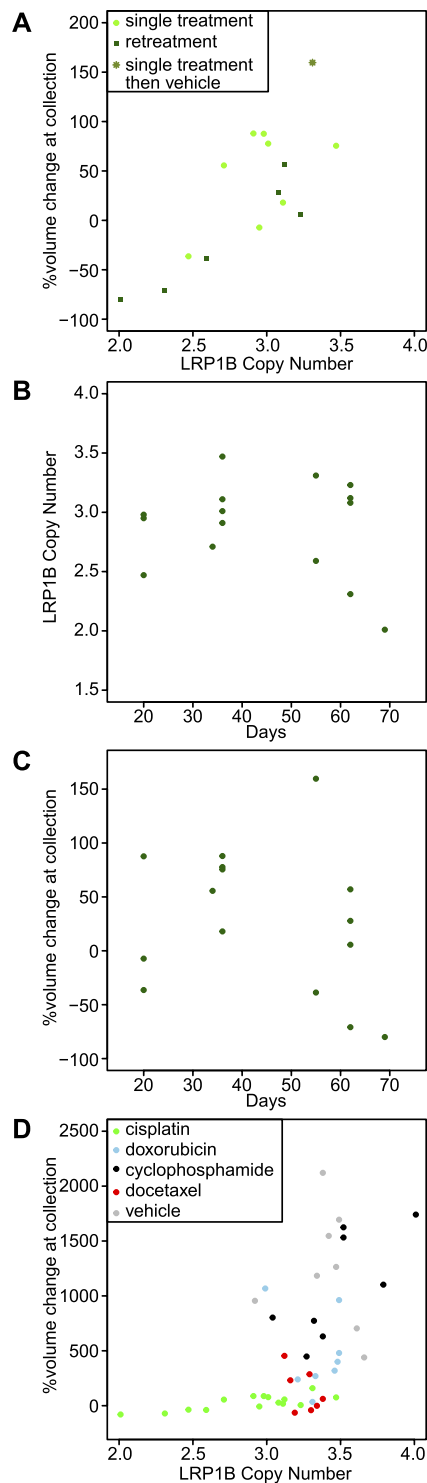 A
single treatment
retreatment
single treatment
then vehicle
%volume change at collection
200
150
100
50
0
−50
−100
2.0 2.5 3.0 3.5 4.0
LRP1B Copy Number
B
LRP1B Copy Number
4.0
3.5
3.0
2.5
2.0
1.5
20 30 40 50 60 70
Days
C
%volume change at collection
150
100
50
0
−50
−100
20 30 40 50 60 70
Days
D
cisplatin
doxorubicin
cyclophosphamide
docetaxel
vehicle
%volume change at collection
2500
2000
1500
1000
500
0
2.0 2.5 3.0 3.5 4.0
LRP1B Copy Number